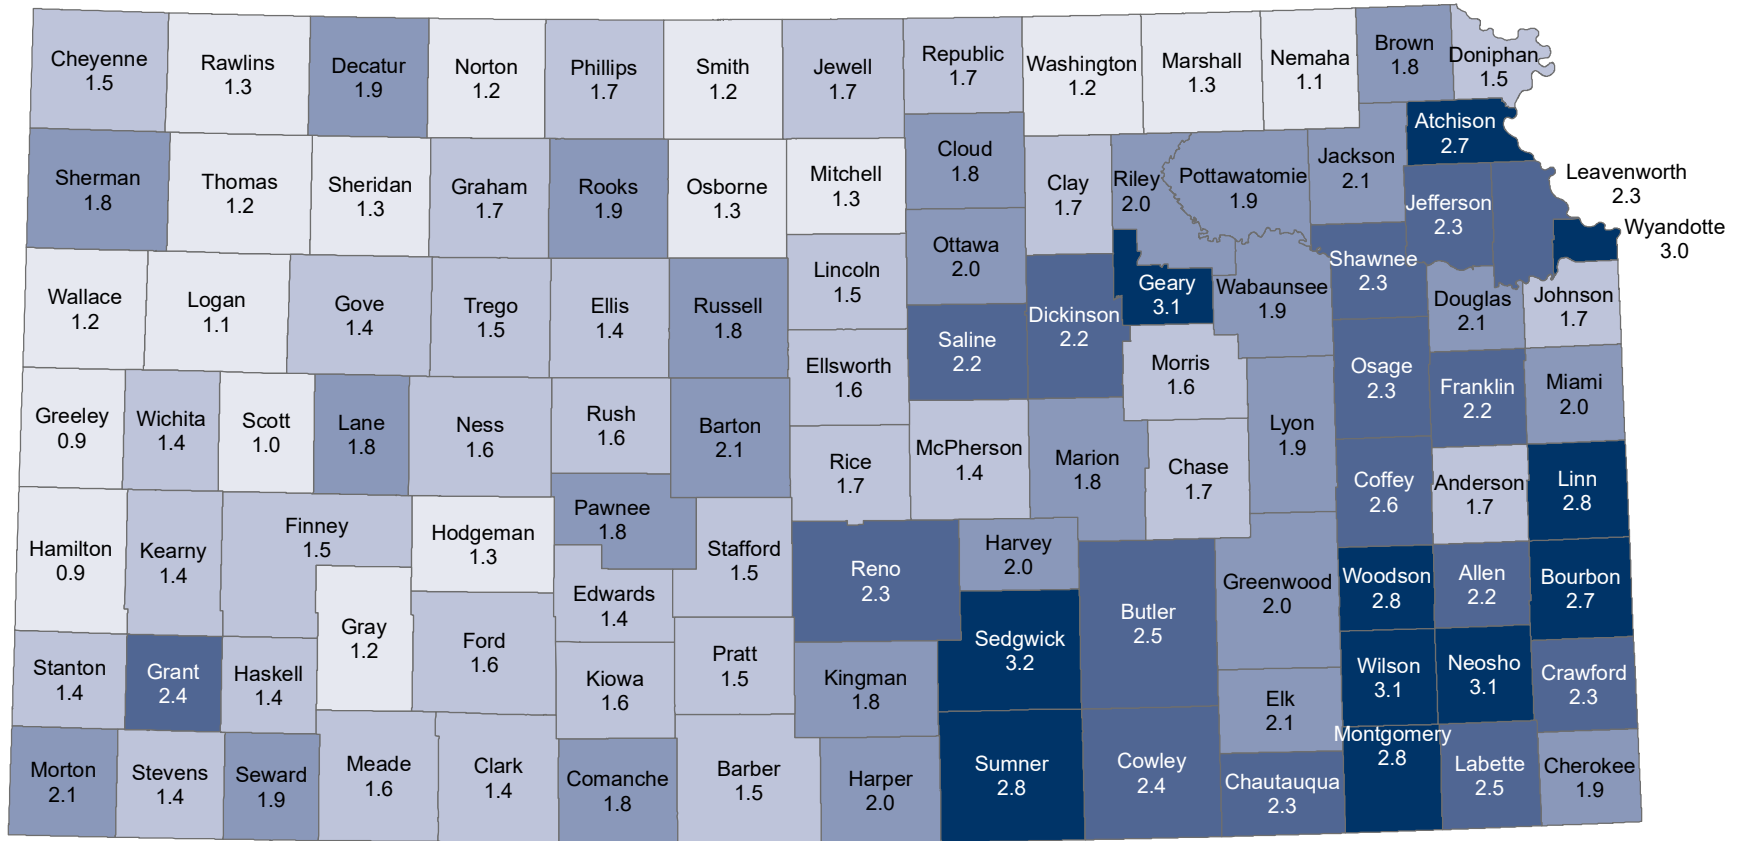 Cheyenne
1.5
Rawlins
1.3
Decatur
1.9
Norton
1.2
Phillips
1.7
Smith
1.2
Jewell
1.7
Republic
1.7
Washington
1.2
Marshall
1.3
Nemaha
1.1
Brown
1.8
Doniphan
1.5
Atchison
2.7
Sherman
1.8
Thomas
1.2
Sheridan
1.3
Graham
1.7
Rooks
1.9
Osborne
1.3
Mitchell
1.3
Cloud
1.8
Clay
1.7
Riley
2.0
Pottawatomie
1.9
Jackson
2.1
Jefferson
2.3
Leavenworth
2.3
Wyandotte
3.0
Wallace
1.2
Logan
1.1
Gove
1.4
Trego
1.5
Ellis
1.4
Russell
1.8
Lincoln
1.5
Ottawa
2.0
Saline
2.2
Dickinson
2.2
Geary
3.1
Wabaunsee
1.9
Shawnee
2.3
Douglas
2.1
Johnson
1.7
Greeley
0.9
Wichita
1.4
Scott
1.0
Lane
1.8
Ness
1.6
Rush
1.6
Barton
2.1
Ellsworth
1.6
Rice
1.7
McPherson
1.4
Marion
1.8
Morris
1.6
Chase
1.7
Lyon
1.9
Osage
2.3
Franklin
2.2
Miami
2.0
Coffey
2.6
Anderson
1.7
Linn
2.8
Hamilton
0.9
Kearny
1.4
Finney
1.5
Hodgeman
1.3
Pawnee
1.8
Stafford
1.5
Edwards
1.4
Gray
1.2
Ford
1.6
Reno
2.3
Harvey
2.0
Sedgwick
3.2
Butler
2.5
Greenwood
2.0
Woodson
2.8
Allen
2.2
Bourbon
2.7
Stanton
1.4
Grant
2.4
Haskell
1.4
Kiowa
1.6
Pratt
1.5
Kingman
1.8
Elk
2.1
Wilson
3.1
Neosho
3.1
Crawford
2.3
Morton
2.1
Stevens
1.4
Seward
1.9
Meade
1.6
Clark
1.4
Comanche
1.8
Barber
1.5
Harper
2.0
Sumner
2.8
Cowley
2.4
Chautauqua
2.3
Montgomery
2.8
Labette
2.5
Cherokee
1.9